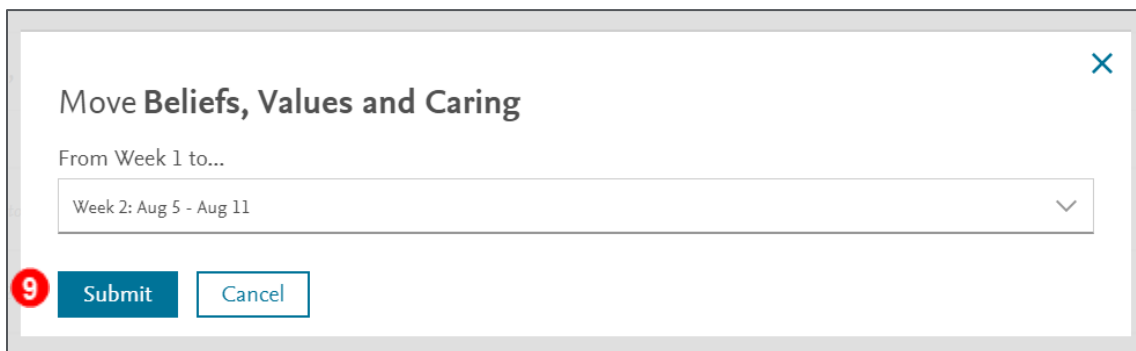 Move Beliefs, Values and Caring
From Week 1 to...
Week 2: Aug 5 - Aug 11
9 Submit Cancel